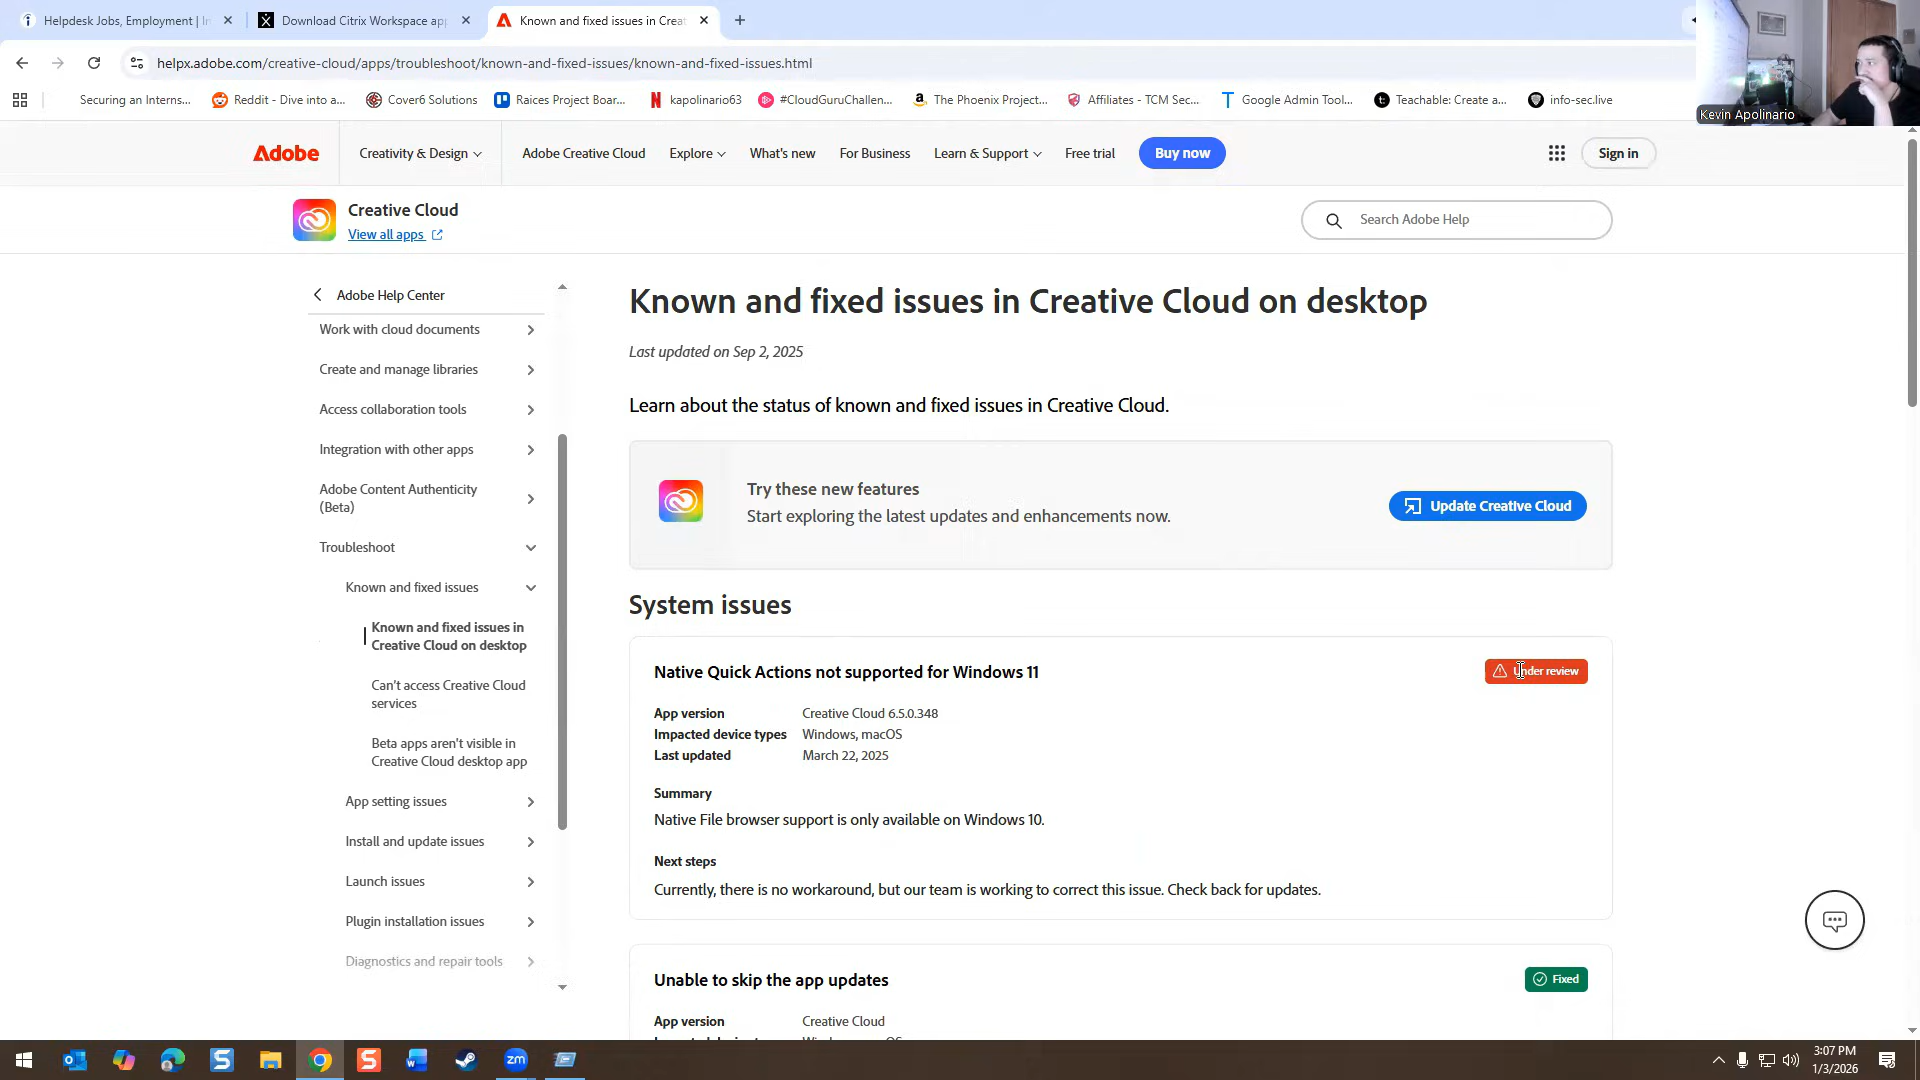 Helpdesk Jobs, Employment | In
Download Citrix Workspace app
Known and fixed issues in Creat
helpx.adobe.com/creative-cloud/apps/troubleshoot/known-and-fixed-issues/known-and-fixed-issues.html
Securing an Interns...
Reddit - Dive into a...
Cover6 Solutions
Raices Project Boar...
kapolinario63
#CloudGuruChallen...
The Phoenix Project...
Affiliates - TCM Sec...
Google Admin Tool...
Teachable: Create a...
info-sec.live
Kevin Apolinario
Adobe
Creativity & Design
Adobe Creative Cloud
Explore
What's new
For Business
Learn & Support
Free trial
Buy now
Sign in
Creative Cloud
View all apps
Search Adobe Help
Adobe Help Center
Work with cloud documents
Create and manage libraries
Access collaboration tools
Integration with other apps
Adobe Content Authenticity
(Beta)
Troubleshoot
Known and fixed issues
Known and fixed issues in
Creative Cloud on desktop
Can't access Creative Cloud
services
Beta apps aren't visible in
Creative Cloud desktop app
App setting issues
Install and update issues
Launch issues
Plugin installation issues
Diagnostics and repair tools
Known and fixed issues in Creative Cloud on desktop
Last updated on Sep 2, 2025
Learn about the status of known and fixed issues in Creative Cloud.
Try these new features
Start exploring the latest updates and enhancements now.
Update Creative Cloud
System issues
Native Quick Actions not supported for Windows 11
Under review
App version Creative Cloud 6.5.0.348
Impacted device types Windows, macOS
Last updated March 22, 2025
Summary
Native File browser support is only available on Windows 10.
Next steps
Currently, there is no workaround, but our team is working to correct this issue. Check back for updates.
Unable to skip the app updates
Fixed
App version Creative Cloud
3:07 PM
1/3/2026